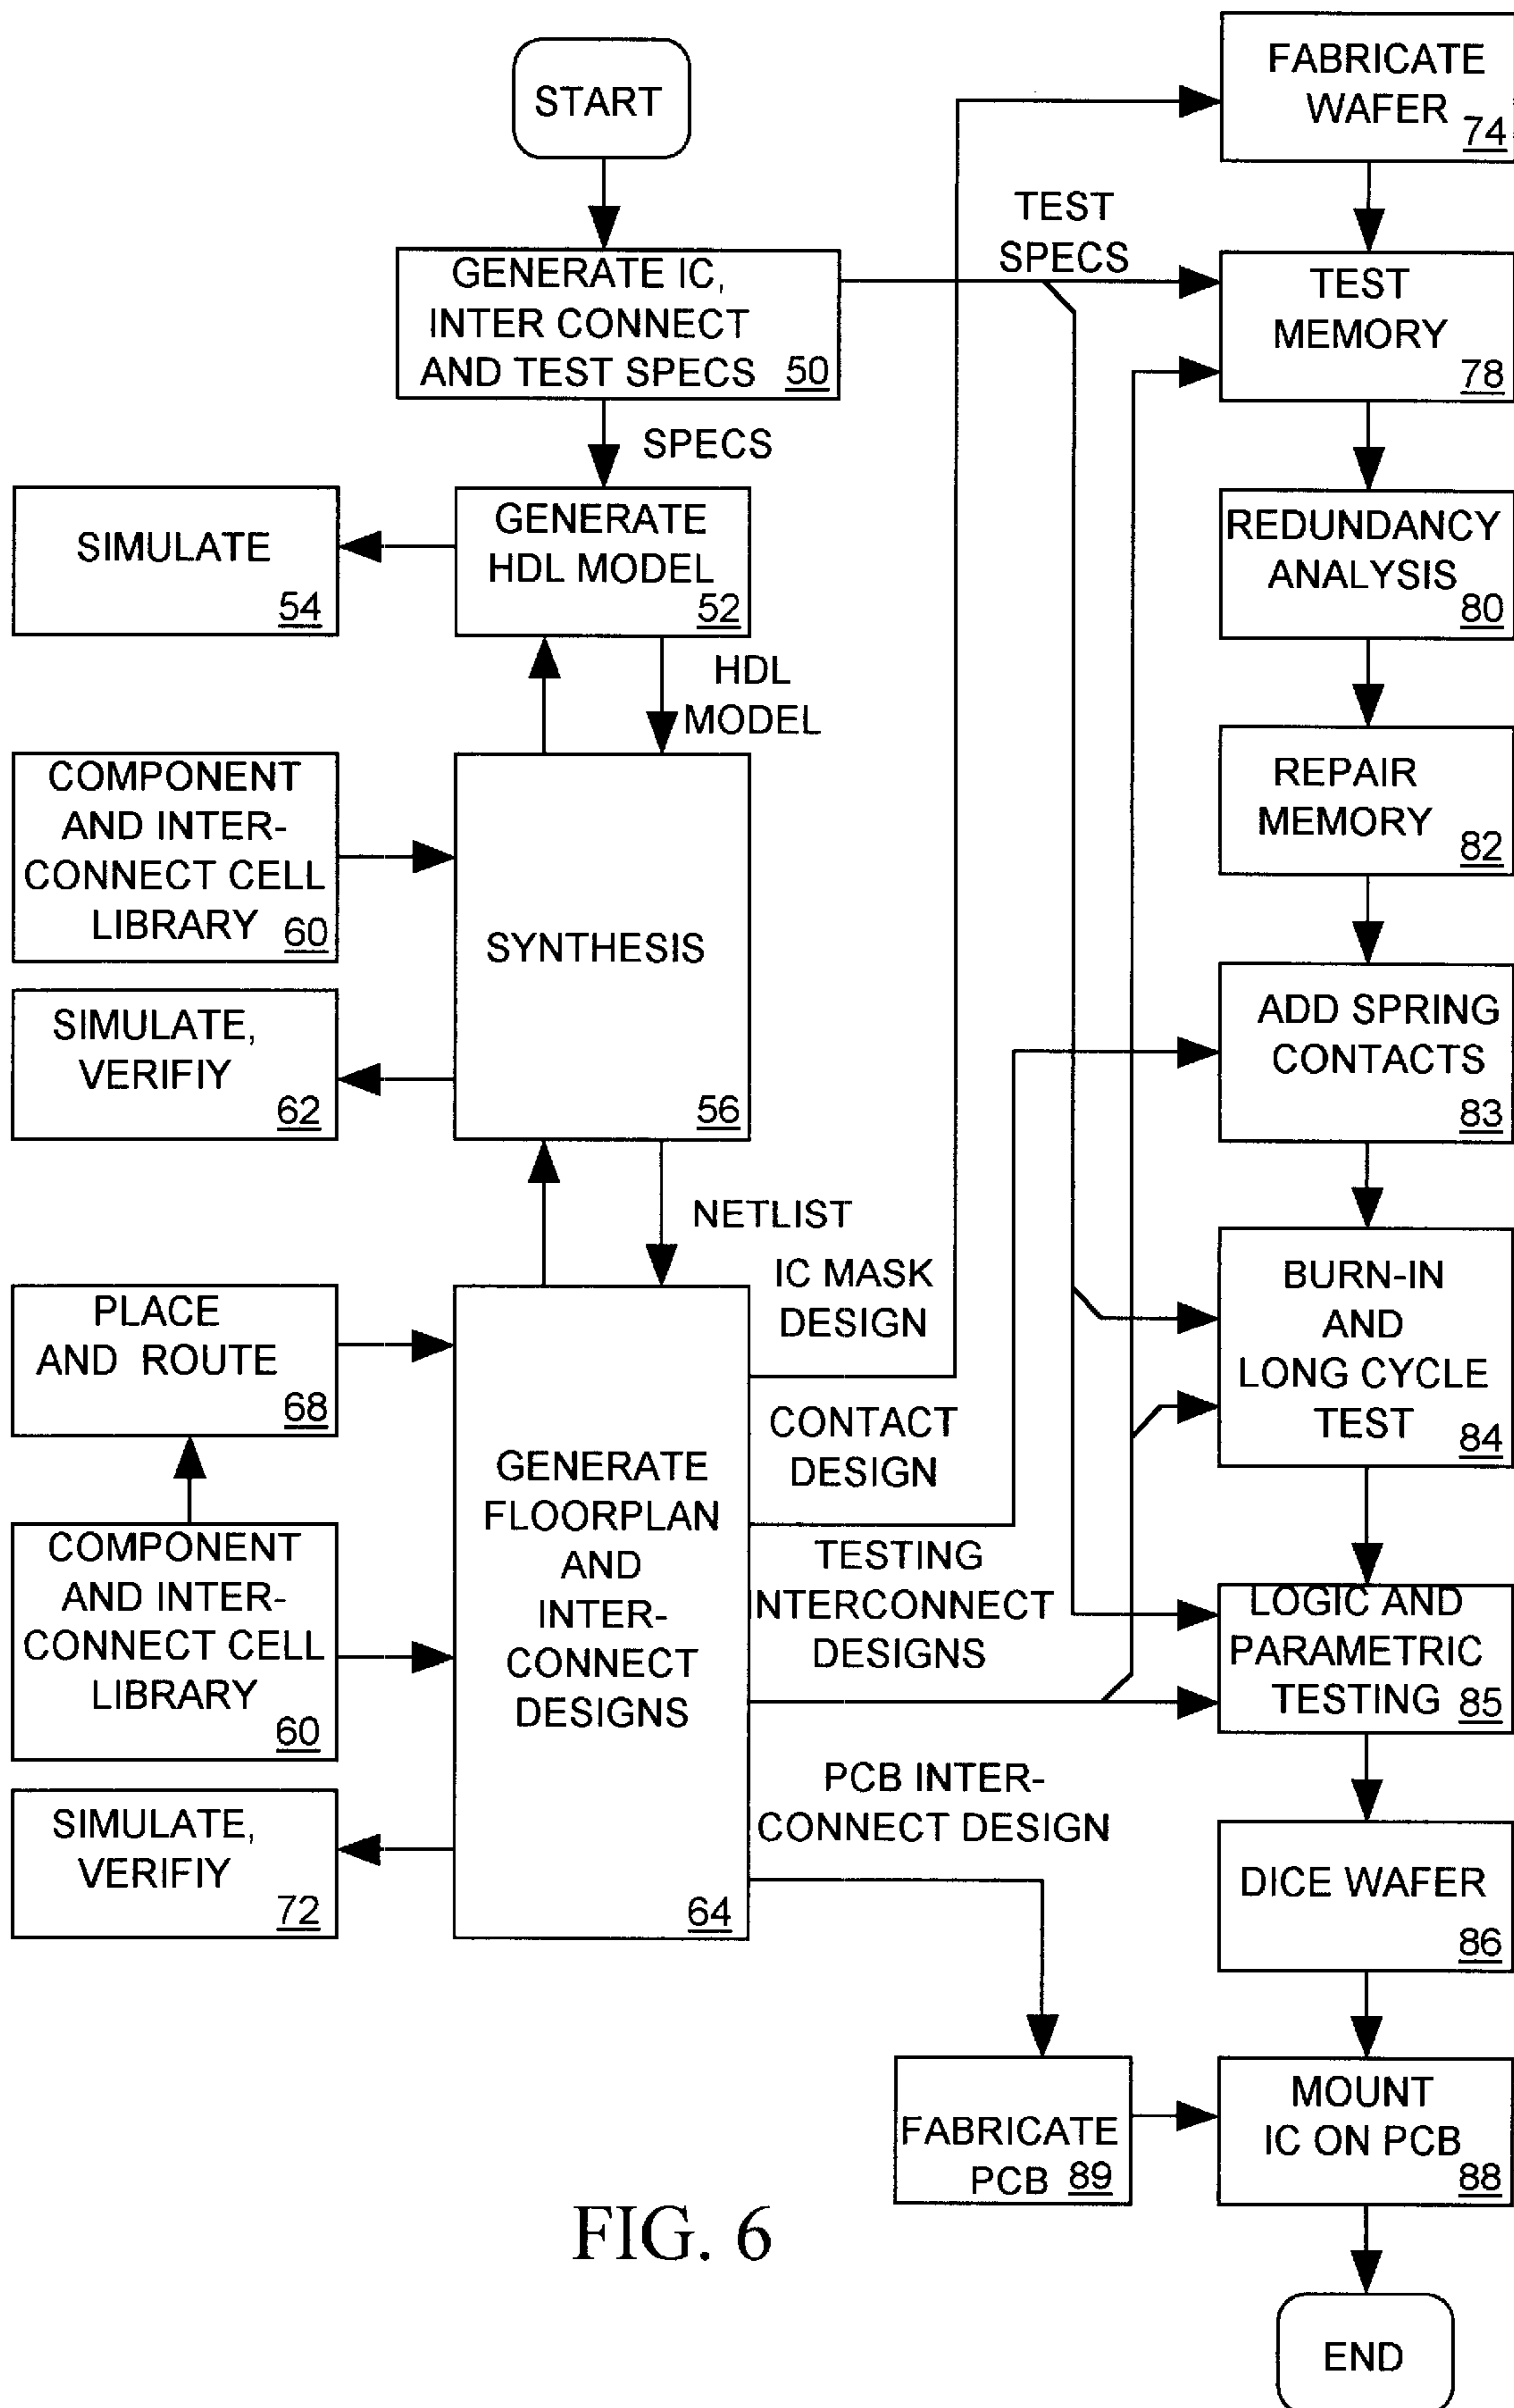 START
GENERATE IC,
INTER CONNECT
AND TEST SPECS 50
SPECS
TEST
SPECS
GENERATE
HDL MODEL
52
SIMULATE
54
HDL
MODEL
COMPONENT
AND INTER-
CONNECT CELL
LIBRARY 60
SYNTHESIS
56
SIMULATE,
VERIFIY
62
NETLIST
PLACE
AND ROUTE
68
COMPONENT
AND INTER-
CONNECT CELL
LIBRARY
60
GENERATE
FLOORPLAN
AND
INTER-
CONNECT
DESIGNS
64
SIMULATE,
VERIFIY
72
IC MASK
DESIGN
CONTACT
DESIGN
TESTING
INTERCONNECT
DESIGNS
PCB INTER-
CONNECT DESIGN
FABRICATE
PCB 89
FABRICATE
WAFER
74
TEST
MEMORY
78
REDUNDANCY
ANALYSIS
80
REPAIR
MEMORY
82
ADD SPRING
CONTACTS
83
BURN-IN
AND
LONG CYCLE
TEST
84
LOGIC AND
PARAMETRIC
TESTING 85
DICE WAFER
86
MOUNT
IC ON PCB
88
END
FIG. 6